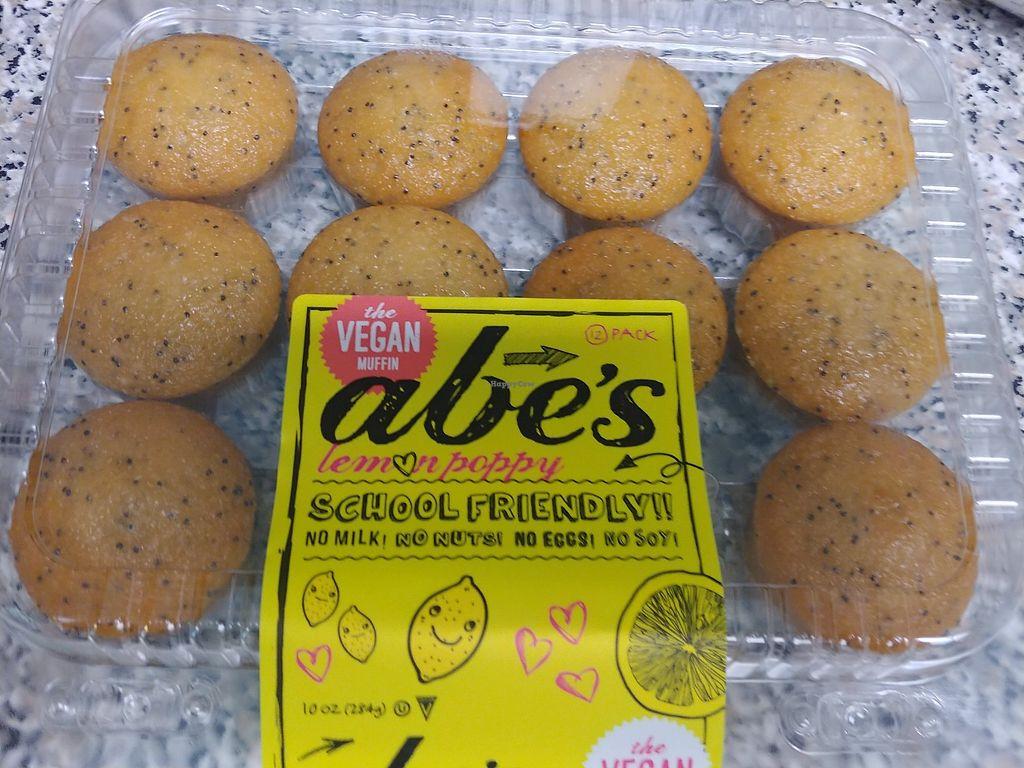 the
VEGAN
MUFFIN
12 PACK
HappyCow
abe's
lemon poppy
SCHOOL FRIENDLY!!
NO MILK! NO NUTS! NO EGGS! NO SOY!
10 OZ (284g) U V
the
VEGAN